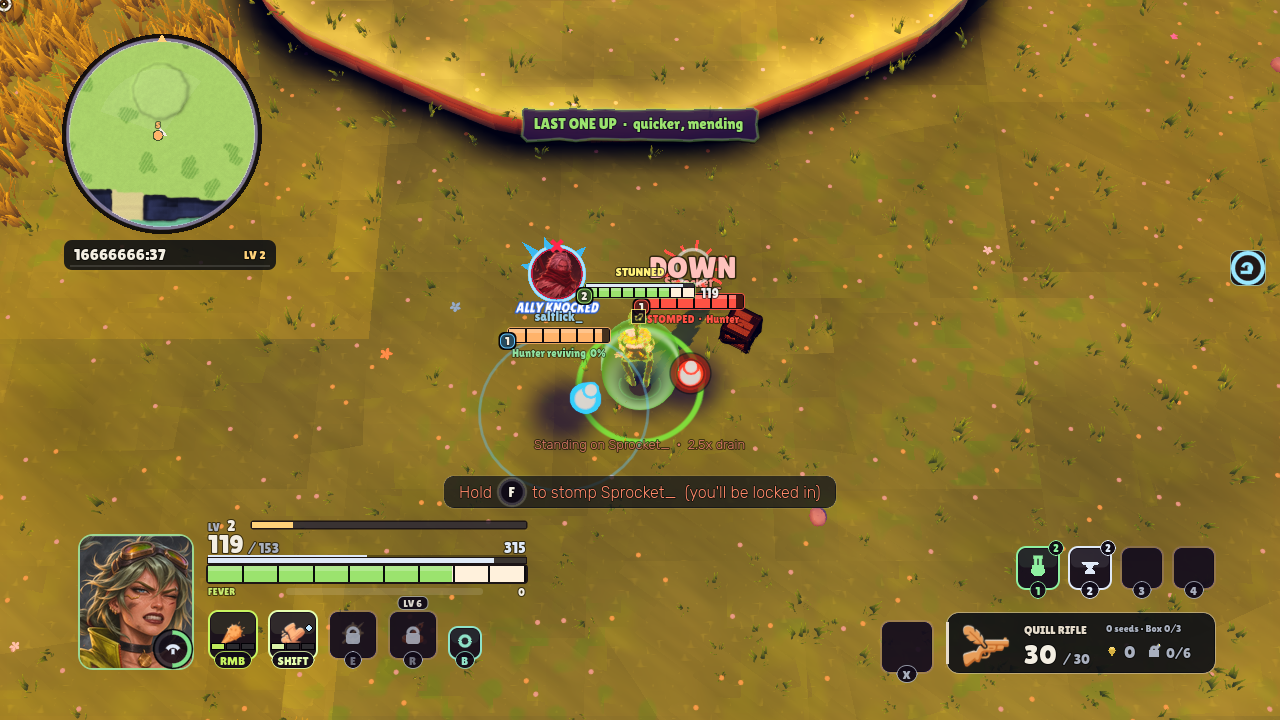 LAST ONE UP · quicker, mending
16666666:37
LV 2
STUNNED
DOWN
2
119
ALLY KNOCKED
saltlick_
1
STOMPED · Hunter
1
Hunter reviving 0%
Standing on Sprocket_ · 2.5x drain
Hold F to stomp Sprocket_ (you'll be locked in)
LV 2
119 / 153
315
FEVER
0
LV 6
RMB
SHIFT
E
R
B
2
2
1
2
3
4
X
QUILL RIFLE
0 seeds · Box 0/3
30 / 30
0
0/6